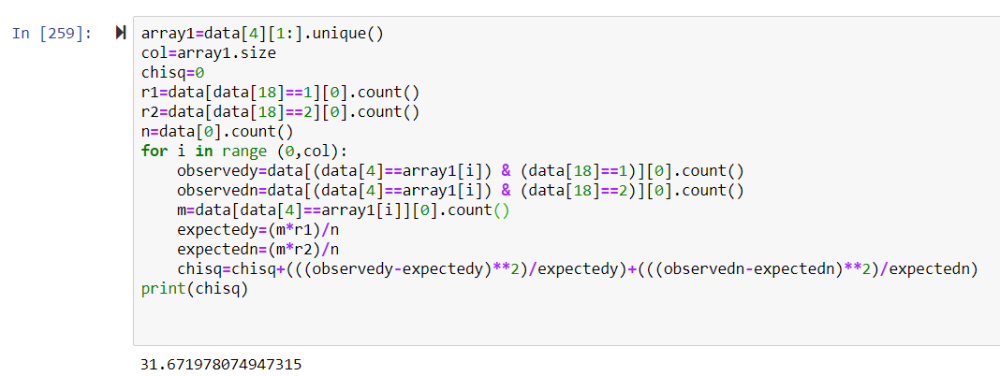 In [259]:
array1=data[4][1:].unique()
col=array1.size
chisq=0
r1=data[data[18]==1][0].count()
r2=data[data[18]==2][0].count()
n=data[0].count()
for i in range (0,col):
    observedy=data[(data[4]==array1[i]) & (data[18]==1)][0].count()
    observedn=data[(data[4]==array1[i]) & (data[18]==2)][0].count()
    m=data[data[4]==array1[i]][0].count()
    expectedy=(m*r1)/n
    expectedn=(m*r2)/n
    chisq=chisq+(((observedy-expectedy)**2)/expectedy)+(((observedn-expectedn)**2)/expectedn)
print(chisq)
31.671978074947315